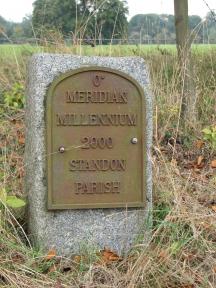 0°
MERIDIAN
MILLENNIUM
2000
STANDON
PARISH